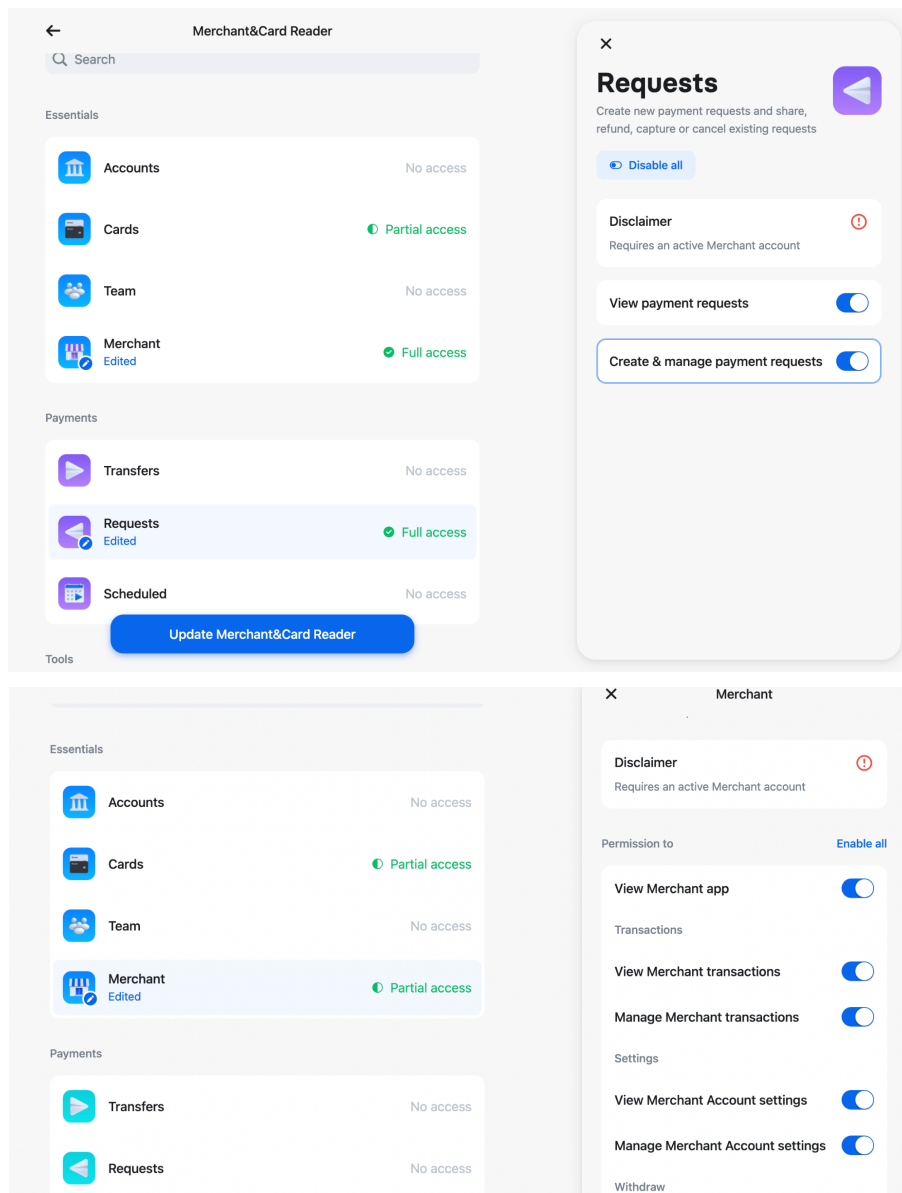 Merchant&Card Reader
Search
Essentials
Accounts
No access
Cards
Partial access
Team
No access
Merchant
Edited
Full access
Payments
Transfers
No access
Requests
Edited
Full access
Scheduled
No access
Update Merchant&Card Reader
Tools
Requests
Create new payment requests and share,
refund, capture or cancel existing requests
Disable all
Disclaimer
Requires an active Merchant account
View payment requests
Create & manage payment requests
Essentials
Accounts
No access
Cards
Partial access
Team
No access
Merchant
Edited
Partial access
Payments
Transfers
No access
Requests
No access
Merchant
Disclaimer
Requires an active Merchant account
Permission to
Enable all
View Merchant app
Transactions
View Merchant transactions
Manage Merchant transactions
Settings
View Merchant Account settings
Manage Merchant Account settings
Withdraw